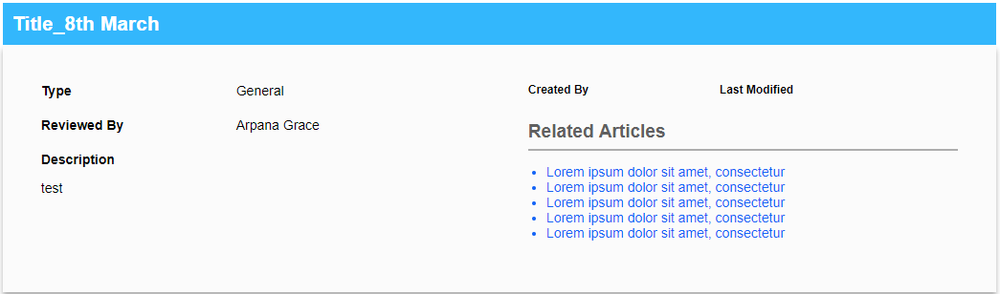 Title_8th March
Type General
Reviewed By Arpana Grace
Description
test
Created By Last Modified
Related Articles
Lorem ipsum dolor sit amet, consectetur
Lorem ipsum dolor sit amet, consectetur
Lorem ipsum dolor sit amet, consectetur
Lorem ipsum dolor sit amet, consectetur
Lorem ipsum dolor sit amet, consectetur